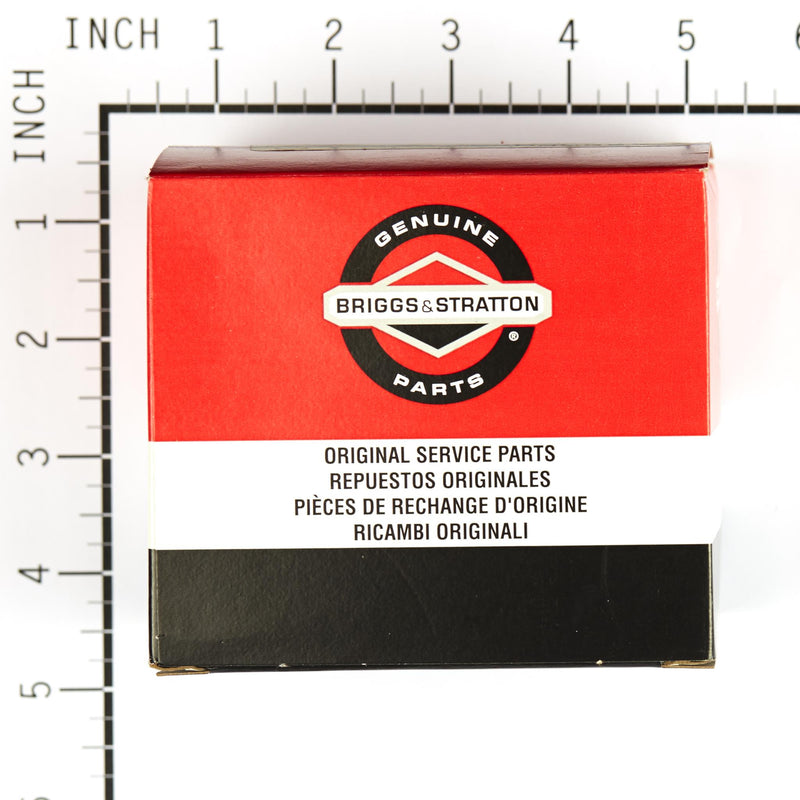 INCH 1 2 3 4 5 6
INCH
1
2
3
4
5
GENUINE
BRIGGS & STRATTON
®
PARTS
ORIGINAL SERVICE PARTS
REPUESTOS ORIGINALES
PIÈCES DE RECHANGE D'ORIGINE
RICAMBI ORIGINALI